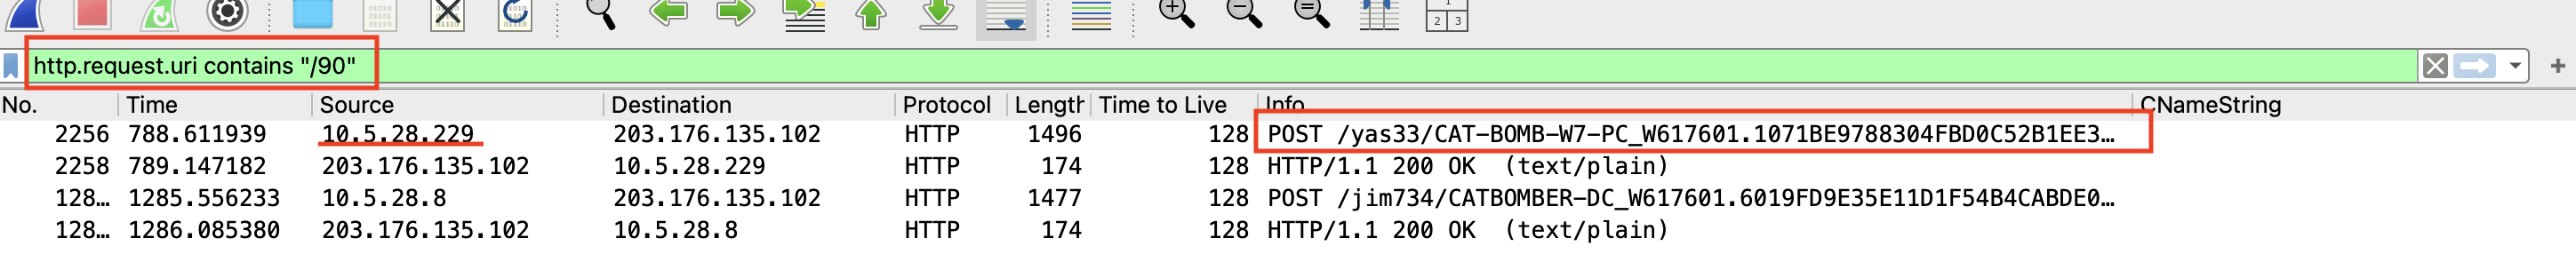 http.request.uri contains "/90"
No. Time Source Destination Protocol Length Time to Live Info CNameString
2256 788.611939 10.5.28.229 203.176.135.102 HTTP 1496 128 POST /yas33/CAT-BOMB-W7-PC_W617601.1071BE9788304FBD0C52B1EE3…
2258 789.147182 203.176.135.102 10.5.28.229 HTTP 174 128 HTTP/1.1 200 OK (text/plain)
128… 1285.556233 10.5.28.8 203.176.135.102 HTTP 1477 128 POST /jim734/CATBOMBER-DC_W617601.6019FD9E35E11D1F54B4CABDE0…
128… 1286.085380 203.176.135.102 10.5.28.8 HTTP 174 128 HTTP/1.1 200 OK (text/plain)